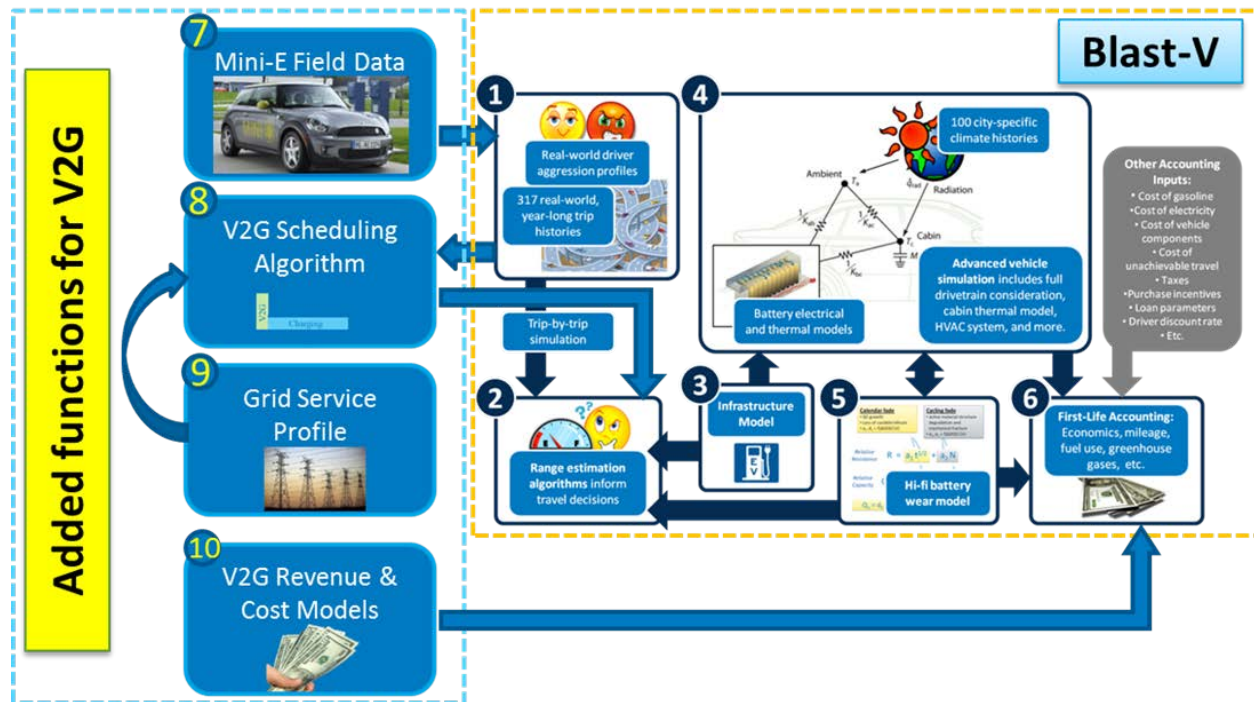 Added functions for V2G
7
Mini-E Field Data
8
V2G Scheduling
Algorithm
V2G
Charging
9
Grid Service
Profile
10
V2G Revenue &
Cost Models
Blast-V
1
Real-world driver
aggression profiles
317 real-world,
year-long trip
histories
Trip-by-trip
simulation
2
??
Range estimation
algorithms inform
travel decisions
3
Infrastructure
Model
EV
4
100 city-specific
climate histories
Ambient
Radiation
Cabin
Battery electrical
and thermal models
Advanced vehicle
simulation includes full
drivetrain consideration,
cabin thermal model,
HVAC system, and more.
5
Calendar fade
Cycling fade
Relative
Resistance
Relative
Capacity
Hi-fi battery
wear model
6
First-Life Accounting:
Economics, mileage,
fuel use, greenhouse
gases, etc.
Other Accounting
Inputs:
• Cost of gasoline
•Cost of electricity
• Cost of vehicle
components
• Cost of
unachievable travel
• Taxes
•Purchase incentives
• Loan parameters
• Driver discount rate
• Etc.